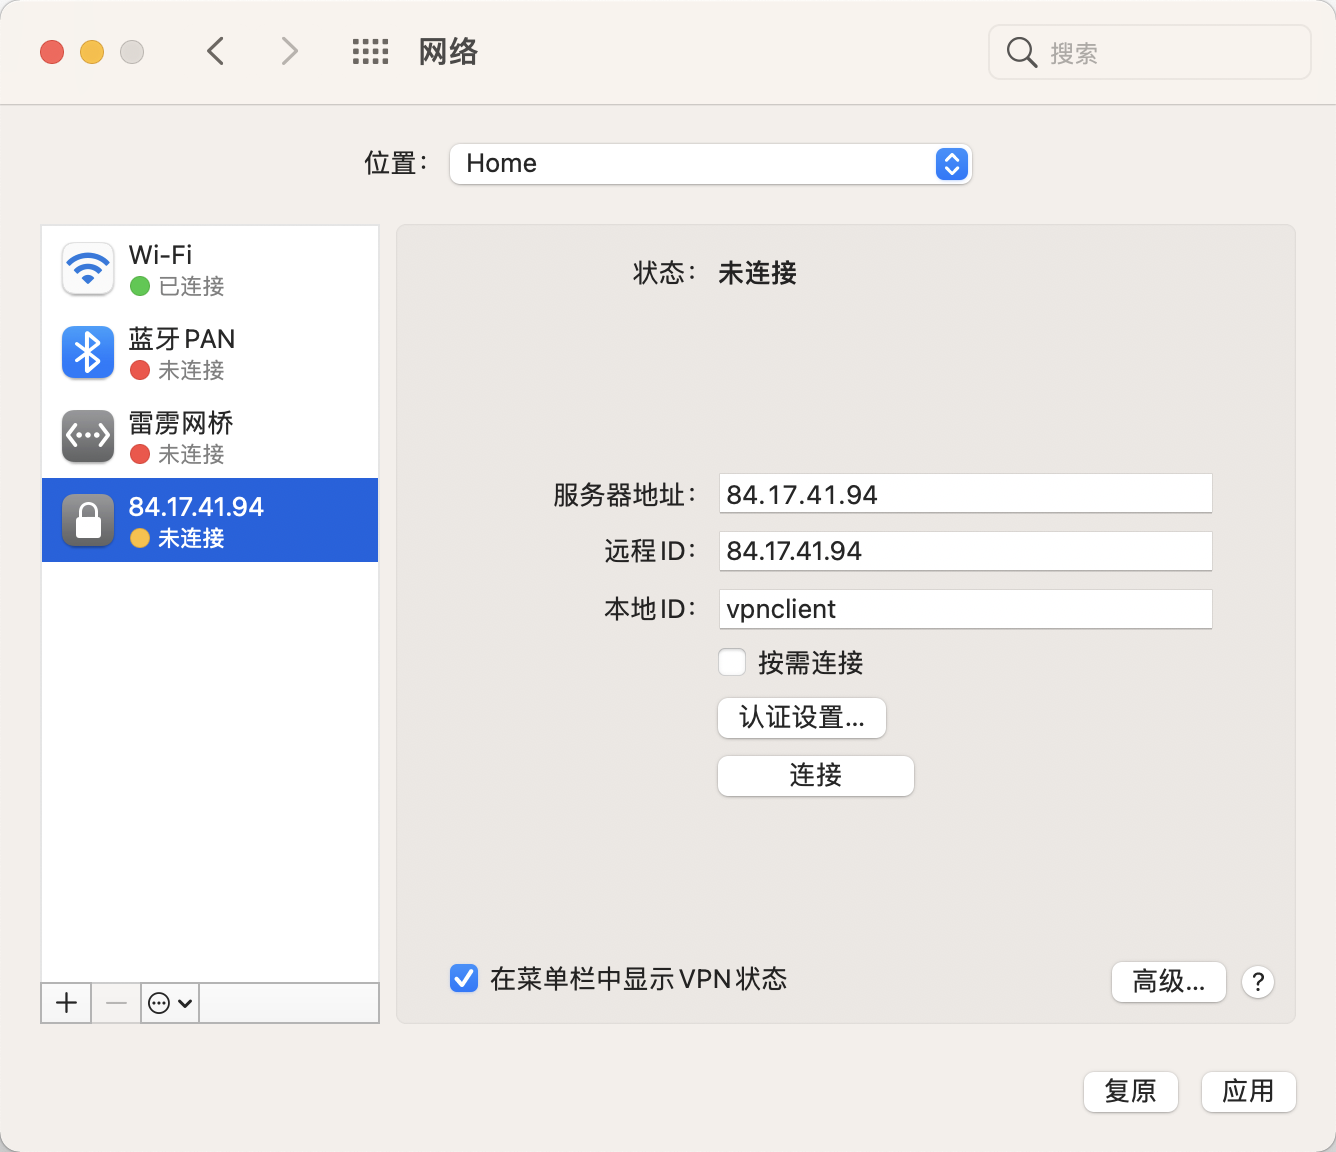 网络
搜索
位置：
Home
Wi-Fi
已连接
蓝牙 PAN
未连接
雷雳网桥
未连接
84.17.41.94
未连接
状态：
未连接
服务器地址：
84.17.41.94
远程 ID：
84.17.41.94
本地 ID：
vpnclient
按需连接
认证设置...
连接
在菜单栏中显示 VPN 状态
高级...
?
复原
应用